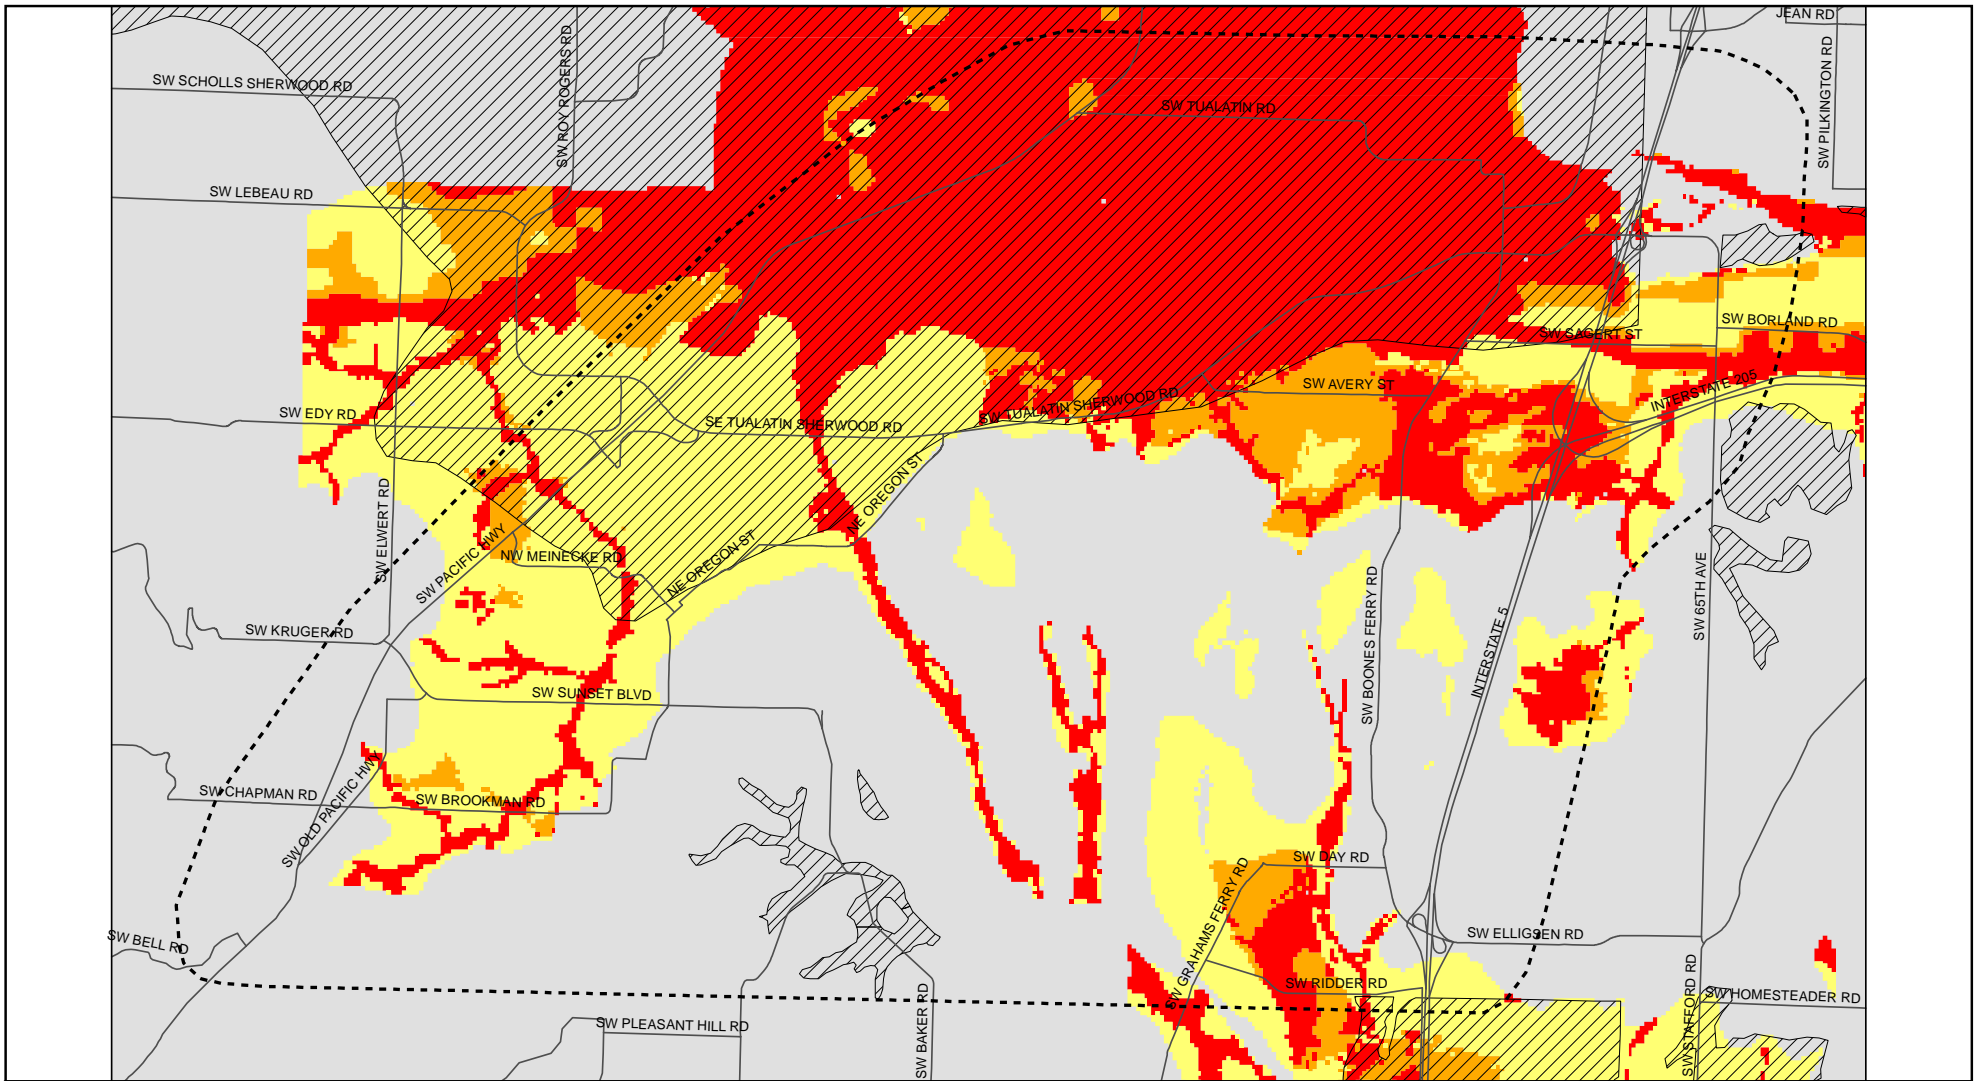 JEAN RD
SW PILKINGTON RD
SW ROY ROGERS RD
SW SCHOLLS SHERWOOD RD
SW TUALATIN RD
SW LEBEAU RD
SW BORLAND RD
SW SAGERT ST
SW AVERY ST
INTERSTATE 205
SW TUALATIN SHERWOOD RD
SW EDY RD
SE TUALATIN SHERWOOD RD
NE OREGON ST
SW ELWERT RD
SW PACIFIC HWY
NW MEINECKE RD
NE OREGON ST
SW BOONES FERRY RD
SW 65TH AVE
INTERSTATE 5
SW KRUGER RD
SW SUNSET BLVD
SW OLD PACIFIC HWY
SW CHAPMAN RD
SW BROOKMAN RD
SW DAY RD
SW GRAHAMS FERRY RD
SW BELL RD
SW ELLIGSEN RD
SW RIDDER RD
SW STAFFORD RD
SW HOMESTEADER RD
SW BAKER RD
SW PLEASANT HILL RD